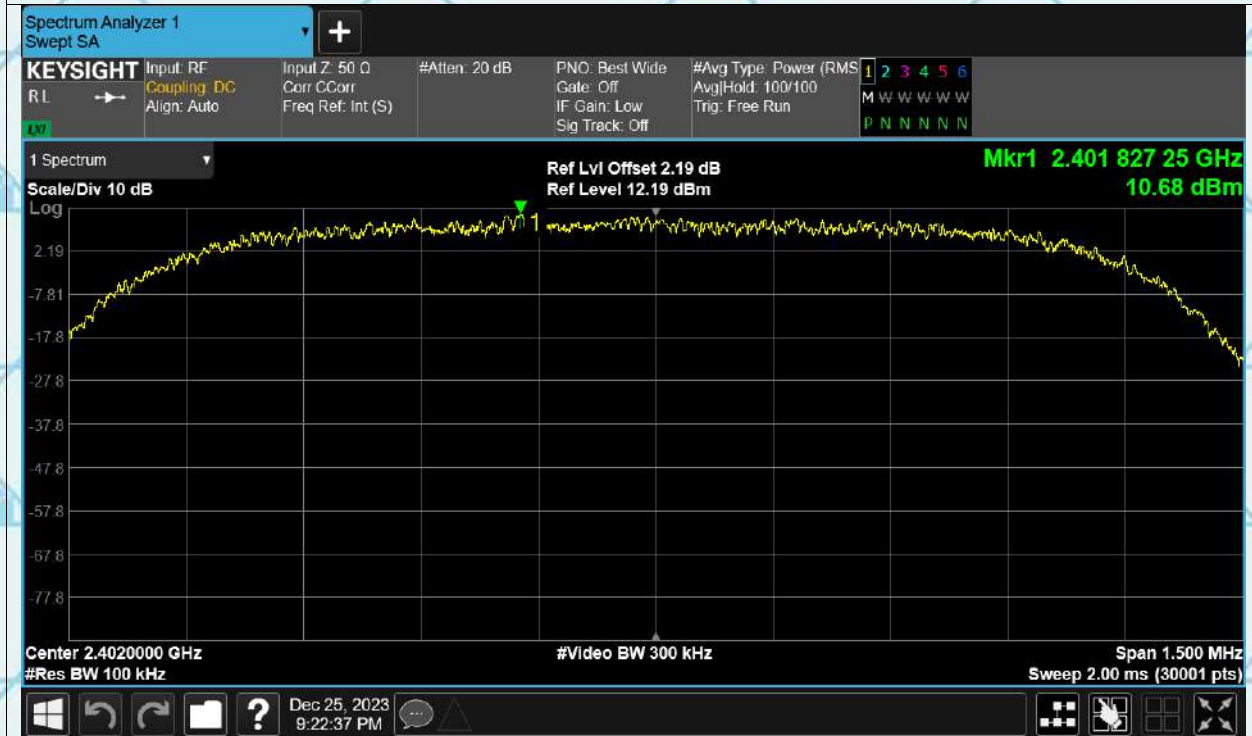 Spectrum Analyzer 1
Swept SA
+
KEYSIGHT
RL
LXI
Input: RF
Coupling: DC
Align: Auto
Input Z: 50 Ω
Corr CCorr
Freq Ref: Int (S)
#Atten: 20 dB
PNO: Best Wide
Gate: Off
IF Gain: Low
Sig Track: Off
#Avg Type: Power (RMS
Avg|Hold: 100/100
Trig: Free Run
1 2 3 4 5 6
M W W W W W
P N N N N N
1 Spectrum
Scale/Div 10 dB
Log
Ref Lvl Offset 2.19 dB
Ref Level 12.19 dBm
Mkr1 2.401 827 25 GHz
10.68 dBm
1
2.19
-7.81
-17.8
-27.8
-37.8
-47.8
-57.8
-67.8
-77.8
Center 2.4020000 GHz
#Res BW 100 kHz
#Video BW 300 kHz
Span 1.500 MHz
Sweep 2.00 ms (30001 pts)
?
Dec 25, 2023
9:22:37 PM